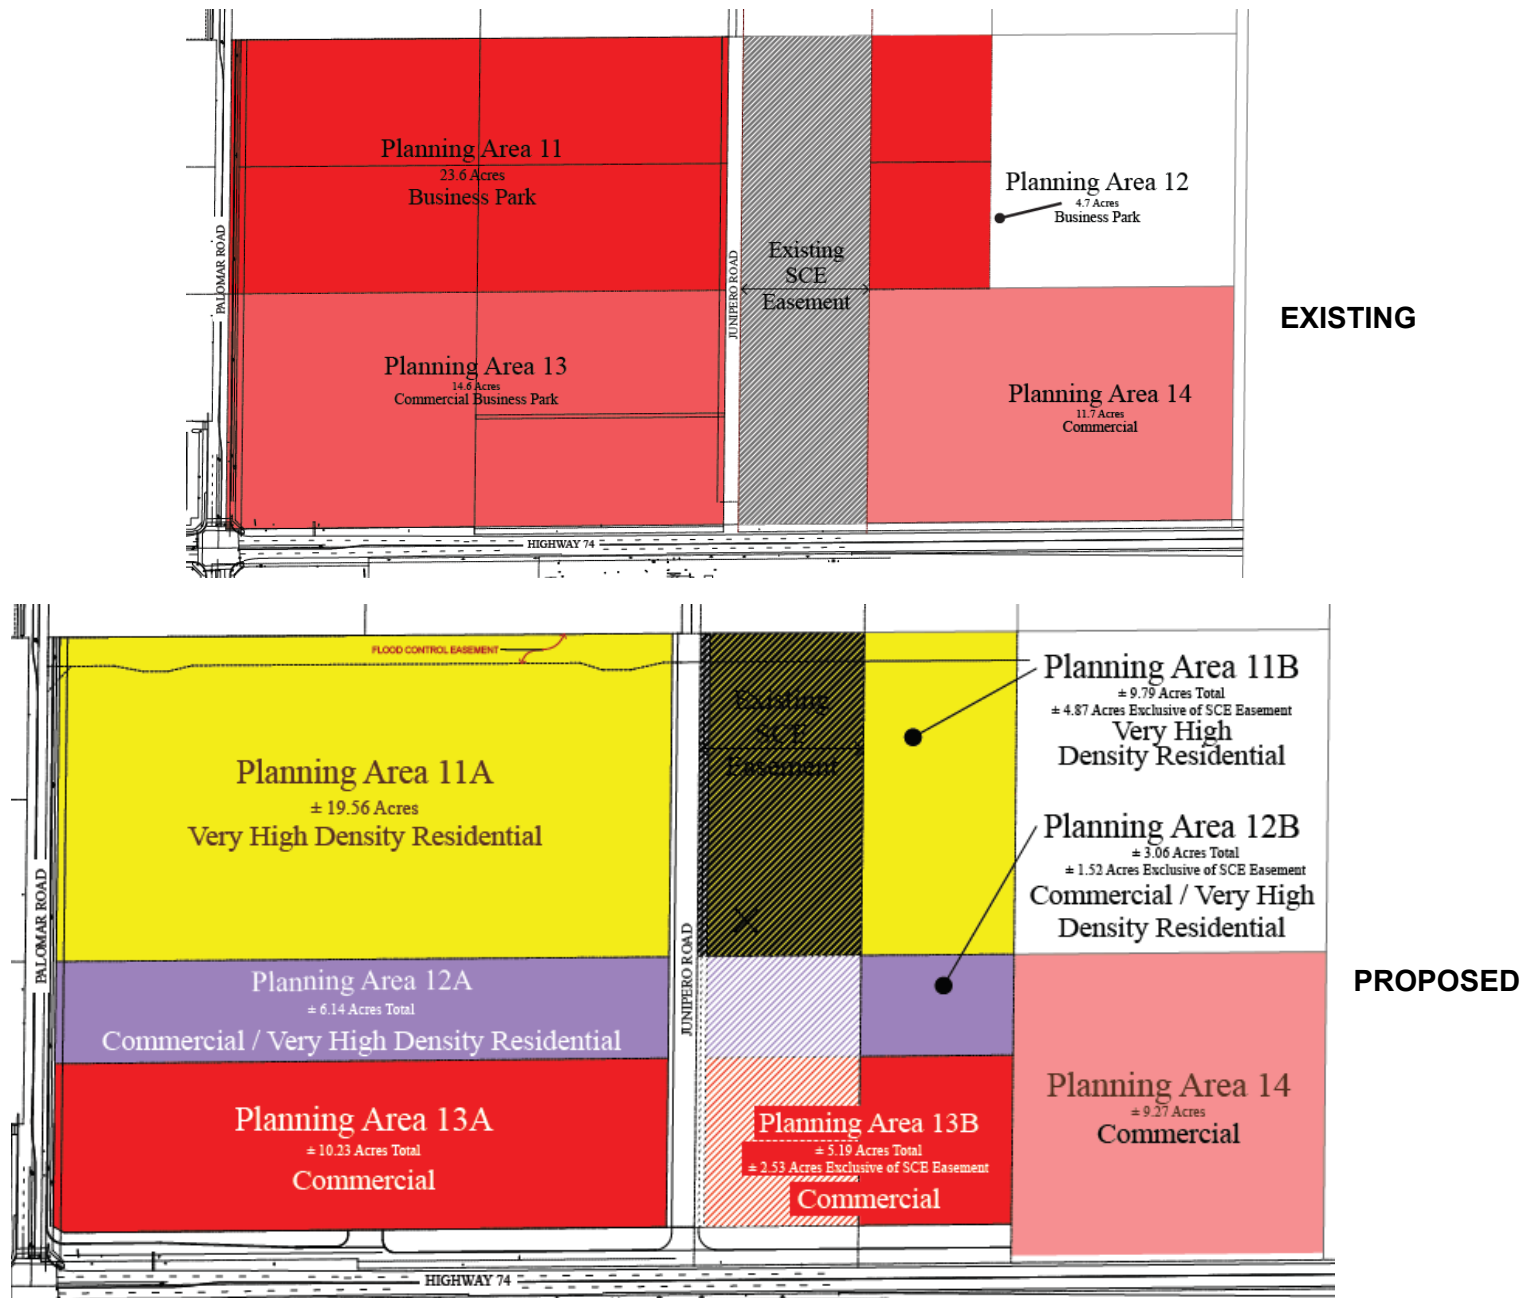 Planning Area 11
23.6 Acres
Business Park
Planning Area 12
4.7 Acres
Business Park
PALOMAR ROAD
JUNIPERO ROAD
Existing
SCE
Easement
EXISTING
Planning Area 13
14.6 Acres
Commercial Business Park
Planning Area 14
11.7 Acres
Commercial
HIGHWAY 74
FLOOD CONTROL EASEMENT
Planning Area 11B
± 9.79 Acres Total
± 4.87 Acres Exclusive of SCE Easement
Very High
Density Residential
Existing
SCE
Easement
Planning Area 11A
± 19.56 Acres
Very High Density Residential
Planning Area 12B
± 3.06 Acres Total
± 1.52 Acres Exclusive of SCE Easement
Commercial / Very High
Density Residential
PALOMAR ROAD
JUNIPERO ROAD
Planning Area 12A
± 6.14 Acres Total
Commercial / Very High Density Residential
PROPOSED
Planning Area 13A
± 10.23 Acres Total
Commercial
Planning Area 13B
± 5.19 Acres Total
± 2.53 Acres Exclusive of SCE Easement
Commercial
Planning Area 14
± 9.27 Acres
Commercial
HIGHWAY 74